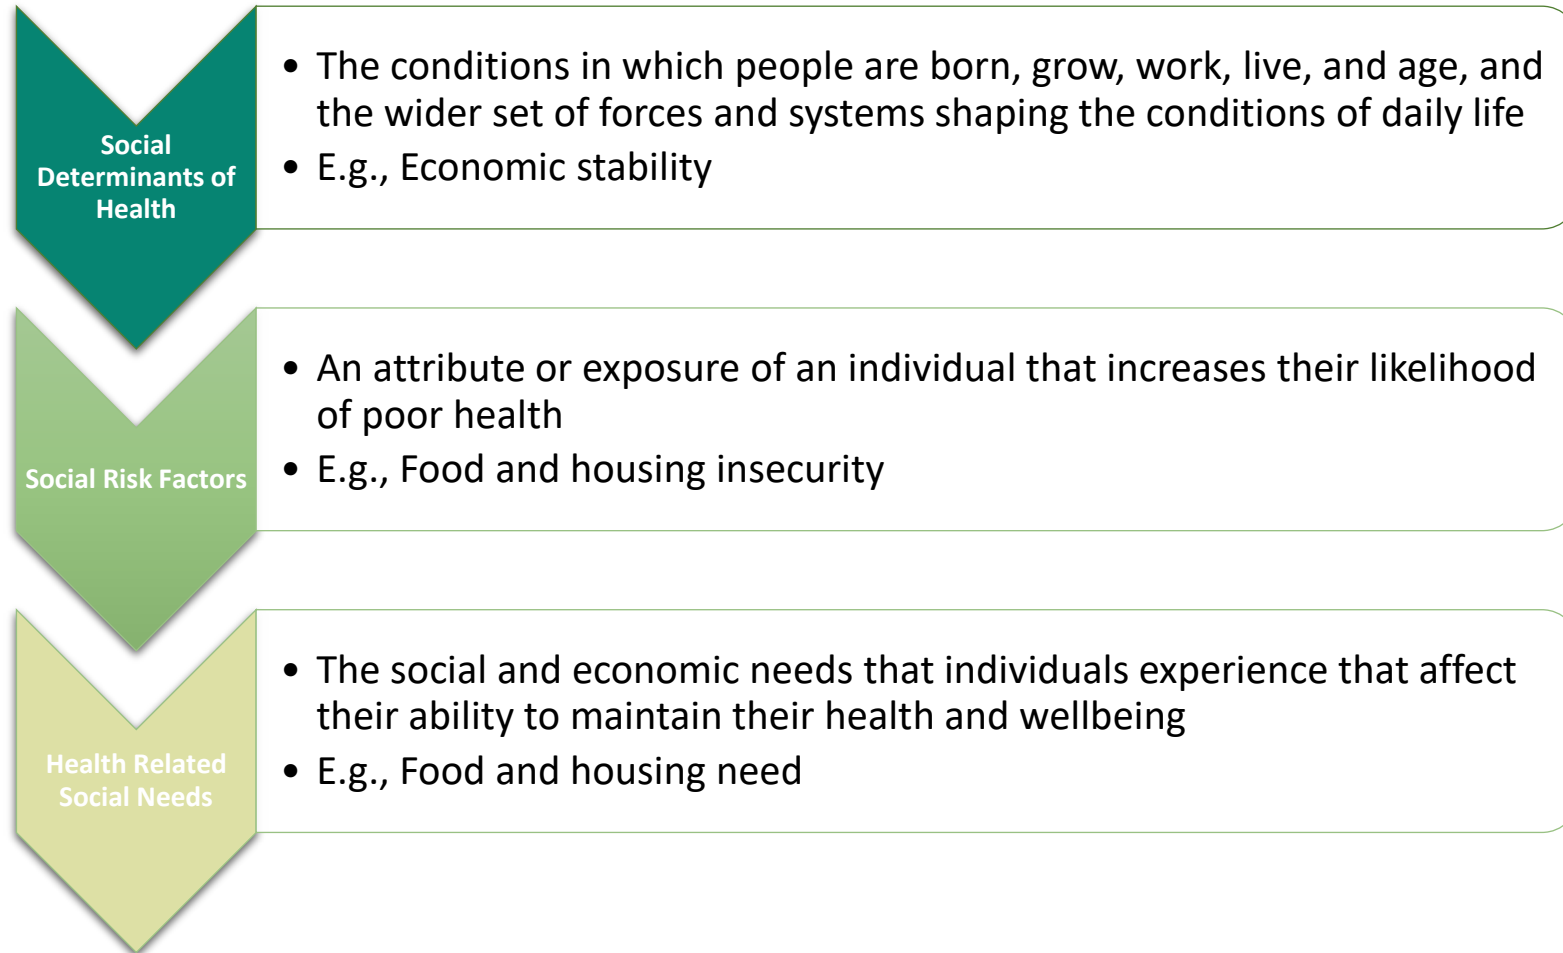 Social
Determinants of
Health
• The conditions in which people are born, grow, work, live, and age, and
the wider set of forces and systems shaping the conditions of daily life
• E.g., Economic stability
Social Risk Factors
• An attribute or exposure of an individual that increases their likelihood
of poor health
• E.g., Food and housing insecurity
Health Related
Social Needs
• The social and economic needs that individuals experience that affect
their ability to maintain their health and wellbeing
• E.g., Food and housing need